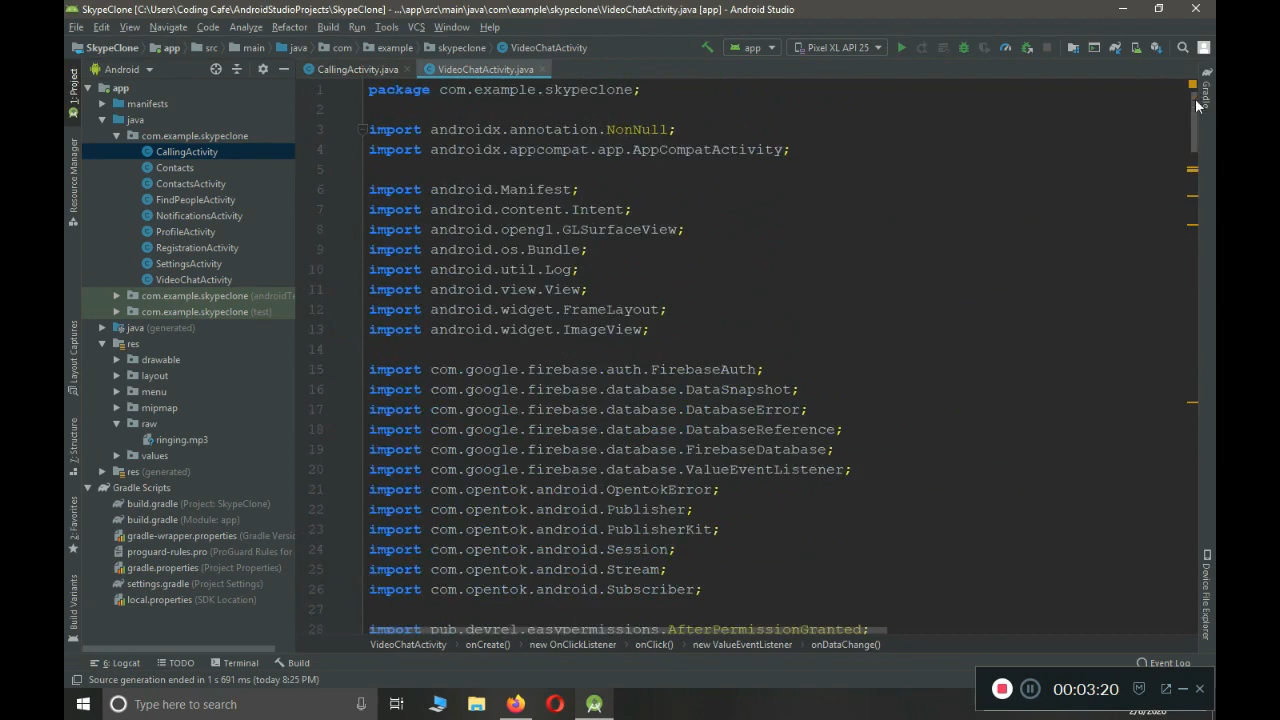 SkypeClone [C:\Users\Coding Cafe\AndroidStudioProjects\SkypeClone] - ...\app\src\main\java\com\example\skypeclone\VideoChatActivity.java [app] - Android Studio
File Edit View Navigate Code Analyze Refactor Build Run Tools VCS Window Help
SkypeClone app src main java com example skypeclone VideoChatActivity app Pixel XL API 25
Android CallingActivity.java VideoChatActivity.java
1: Project
Resource Manager
Layout Captures
7: Structure
2: Favorites
Build Variants
app
manifests
java
com.example.skypeclone
CallingActivity
Contacts
ContactsActivity
FindPeopleActivity
NotificationsActivity
ProfileActivity
RegistrationActivity
SettingsActivity
VideoChatActivity
com.example.skypeclone (androidTe
com.example.skypeclone (test)
java (generated)
res
drawable
layout
menu
mipmap
raw
ringing.mp3
values
res (generated)
Gradle Scripts
build.gradle (Project: SkypeClone)
build.gradle (Module: app)
gradle-wrapper.properties (Gradle Versio
proguard-rules.pro (ProGuard Rules for
gradle.properties (Project Properties)
settings.gradle (Project Settings)
local.properties (SDK Location)
1 package com.example.skypeclone;
2
3 import androidx.annotation.NonNull;
4 import androidx.appcompat.app.AppCompatActivity;
5
6 import android.Manifest;
7 import android.content.Intent;
8 import android.opengl.GLSurfaceView;
9 import android.os.Bundle;
10 import android.util.Log;
11 import android.view.View;
12 import android.widget.FrameLayout;
13 import android.widget.ImageView;
14
15 import com.google.firebase.auth.FirebaseAuth;
16 import com.google.firebase.database.DataSnapshot;
17 import com.google.firebase.database.DatabaseError;
18 import com.google.firebase.database.DatabaseReference;
19 import com.google.firebase.database.FirebaseDatabase;
20 import com.google.firebase.database.ValueEventListener;
21 import com.opentok.android.OpentokError;
22 import com.opentok.android.Publisher;
23 import com.opentok.android.PublisherKit;
24 import com.opentok.android.Session;
25 import com.opentok.android.Stream;
26 import com.opentok.android.Subscriber;
27
28 import pub.devrel.easypermissions.AfterPermissionGranted;
Gradle
Device File Explorer
VideoChatActivity onCreate() new OnClickListener onClick() new ValueEventListener onDataChange()
6: Logcat TODO Terminal Build Event Log
Source generation ended in 1 s 691 ms (today 8:25 PM)
00:03:20
Type here to search